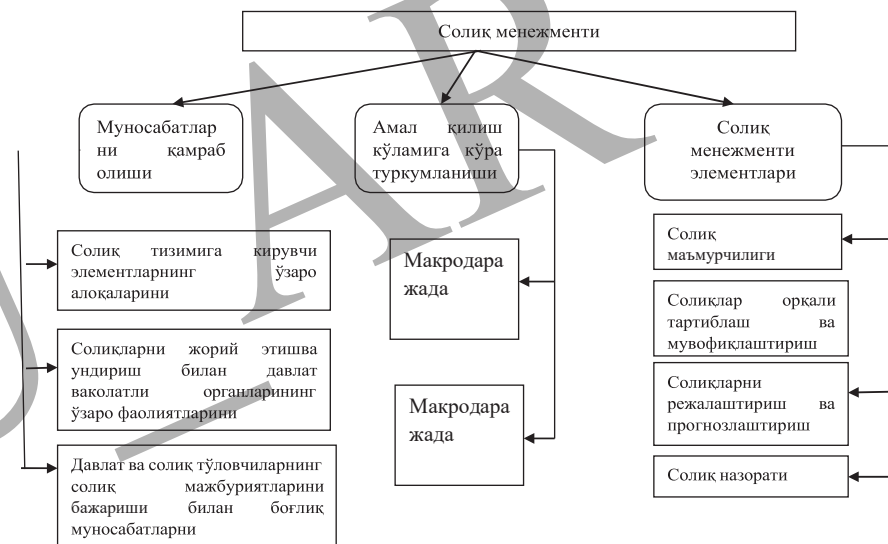 Солиқ менежменти
Муносабатлар
ни қамраб
олиши
Амал қилиш
кўламига кўра
туркумланиши
Солиқ
менежменти
элементлари
Солиқ тизимига кирувчи
элементларнинг ўзаро
алоқаларини
Солиқларни жорий этишва
ундириш билан давлат
ваколатли органларининг
ўзаро фаолиятларини
Давлат ва солиқ тўловчиларнинг
солиқ мажбуриятларини
бажариши билан боғлиқ
муносабатларни
Макродара
жада
Макродара
жада
Солиқ
маъмурчилиги
Солиқлар орқали
тартиблаш ва
мувофиқлаштириш
Солиқларни
режалаштириш ва
прогнозлаштириш
Солиқ назорати